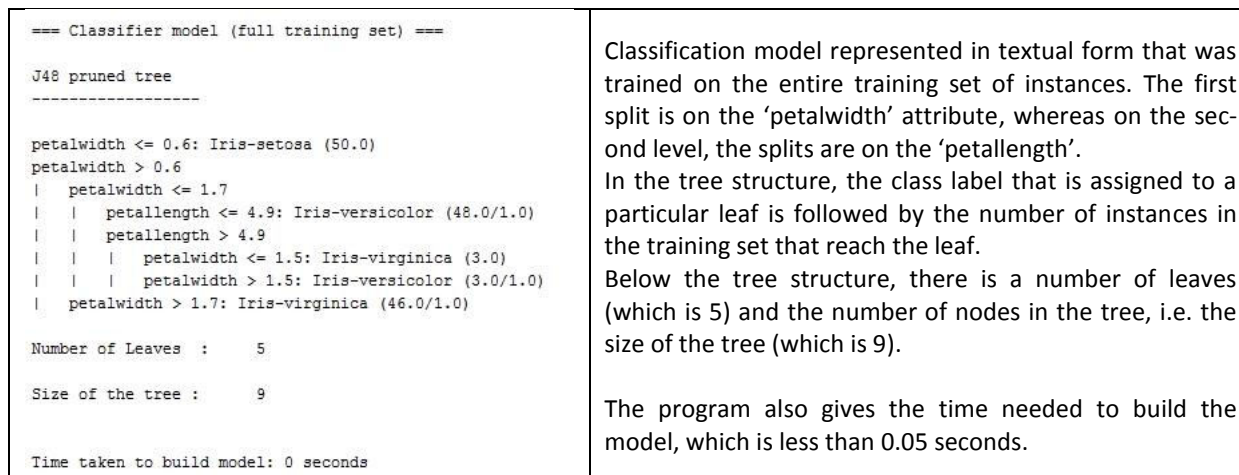 === Classifier model (full training set) ===
J48 pruned tree
------------------
petalwidth <= 0.6: Iris-setosa (50.0)
petalwidth > 0.6
|   petalwidth <= 1.7
|   |   petallength <= 4.9: Iris-versicolor (48.0/1.0)
|   |   petallength > 4.9
|   |   |   petalwidth <= 1.5: Iris-virginica (3.0)
|   |   |   petalwidth > 1.5: Iris-versicolor (3.0/1.0)
|   petalwidth > 1.7: Iris-virginica (46.0/1.0)
Number of Leaves  :     5
Size of the tree :      9
Time taken to build model: 0 seconds
Classification model represented in textual form that was
trained on the entire training set of instances. The first
split is on the ‘petalwidth’ attribute, whereas on the sec-
ond level, the splits are on the ‘petallength’.
In the tree structure, the class label that is assigned to a
particular leaf is followed by the number of instances in
the training set that reach the leaf.
Below the tree structure, there is a number of leaves
(which is 5) and the number of nodes in the tree, i.e. the
size of the tree (which is 9).
The program also gives the time needed to build the
model, which is less than 0.05 seconds.